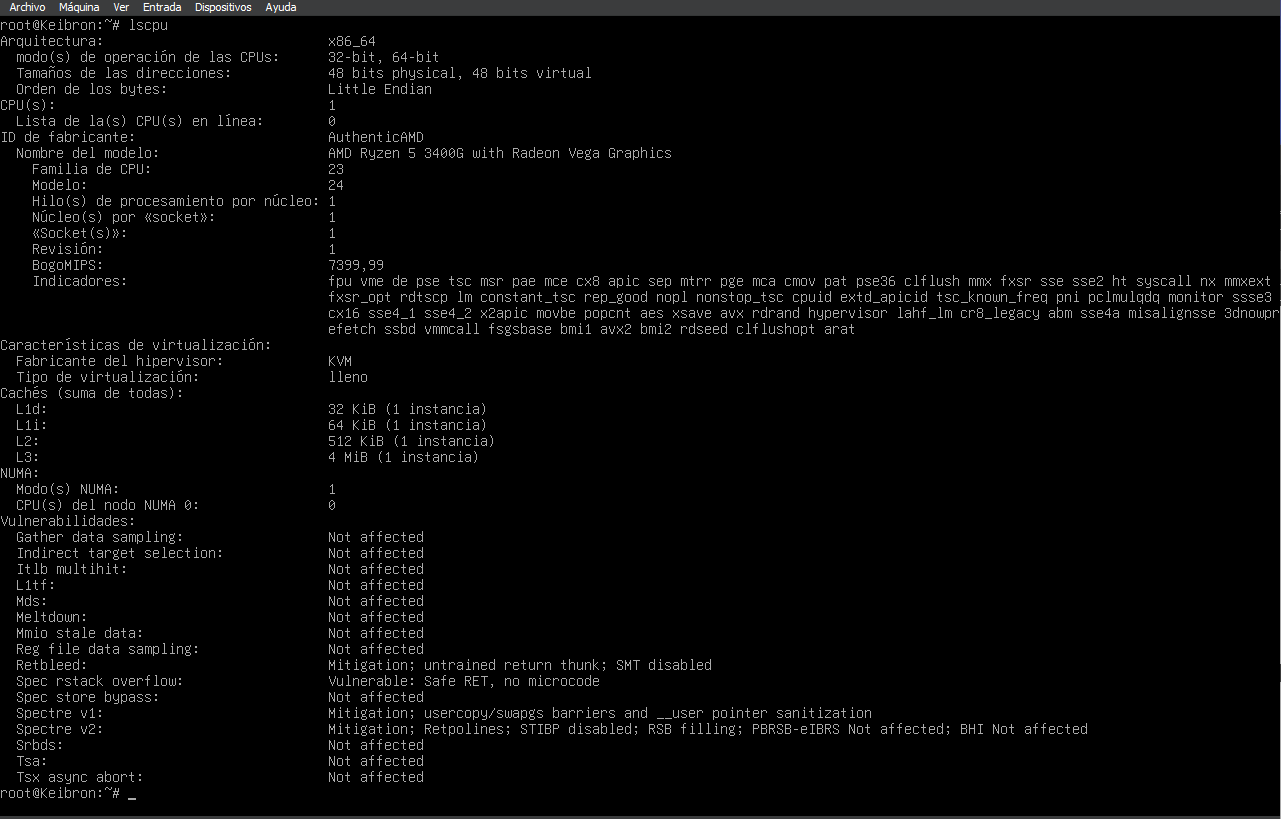 Archivo Máquina Ver Entrada Dispositivos Ayuda
root@Keibron:~# lscpu
Arquitectura: x86_64
modo(s) de operación de las CPUs: 32-bit, 64-bit
Tamaños de las direcciones: 48 bits physical, 48 bits virtual
Orden de los bytes: Little Endian
CPU(s): 1
Lista de la(s) CPU(s) en línea: 0
ID de fabricante: AuthenticAMD
Nombre del modelo: AMD Ryzen 5 3400G with Radeon Vega Graphics
Familia de CPU: 23
Modelo: 24
Hilo(s) de procesamiento por núcleo: 1
Núcleo(s) por «socket»: 1
«Socket(s)»: 1
Revisión: 1
BogoMIPS: 7399,99
Indicadores: fpu vme de pse tsc msr pae mce cx8 apic sep mtrr pge mca cmov pat pse36 clflush mmx fxsr sse sse2 ht syscall nx mmxext
fxsr_opt rdtscp lm constant_tsc rep_good nopl nonstop_tsc cpuid extd_apicid tsc_known_freq pni pclmulqdq monitor ssse3
cx16 sse4_1 sse4_2 x2apic movbe popcnt aes xsave avx rdrand hypervisor lahf_lm cr8_legacy abm sse4a misalignsse 3dnowpr
efetch ssbd vmmcall fsgsbase bmi1 avx2 bmi2 rdseed clflushopt arat
Características de virtualización:
Fabricante del hipervisor: KVM
Tipo de virtualización: lleno
Cachés (suma de todas):
L1d: 32 KiB (1 instancia)
L1i: 64 KiB (1 instancia)
L2: 512 KiB (1 instancia)
L3: 4 MiB (1 instancia)
NUMA:
Modo(s) NUMA: 1
CPU(s) del nodo NUMA 0: 0
Vulnerabilidades:
Gather data sampling: Not affected
Indirect target selection: Not affected
Itlb multihit: Not affected
L1tf: Not affected
Mds: Not affected
Meltdown: Not affected
Mmio stale data: Not affected
Reg file data sampling: Not affected
Retbleed: Mitigation; untrained return thunk; SMT disabled
Spec rstack overflow: Vulnerable: Safe RET, no microcode
Spec store bypass: Not affected
Spectre v1: Mitigation; usercopy/swapgs barriers and __user pointer sanitization
Spectre v2: Mitigation; Retpolines; STIBP disabled; RSB filling; PBRSB-eIBRS Not affected; BHI Not affected
Srbds: Not affected
Tsa: Not affected
Tsx async abort: Not affected
root@Keibron:~# _